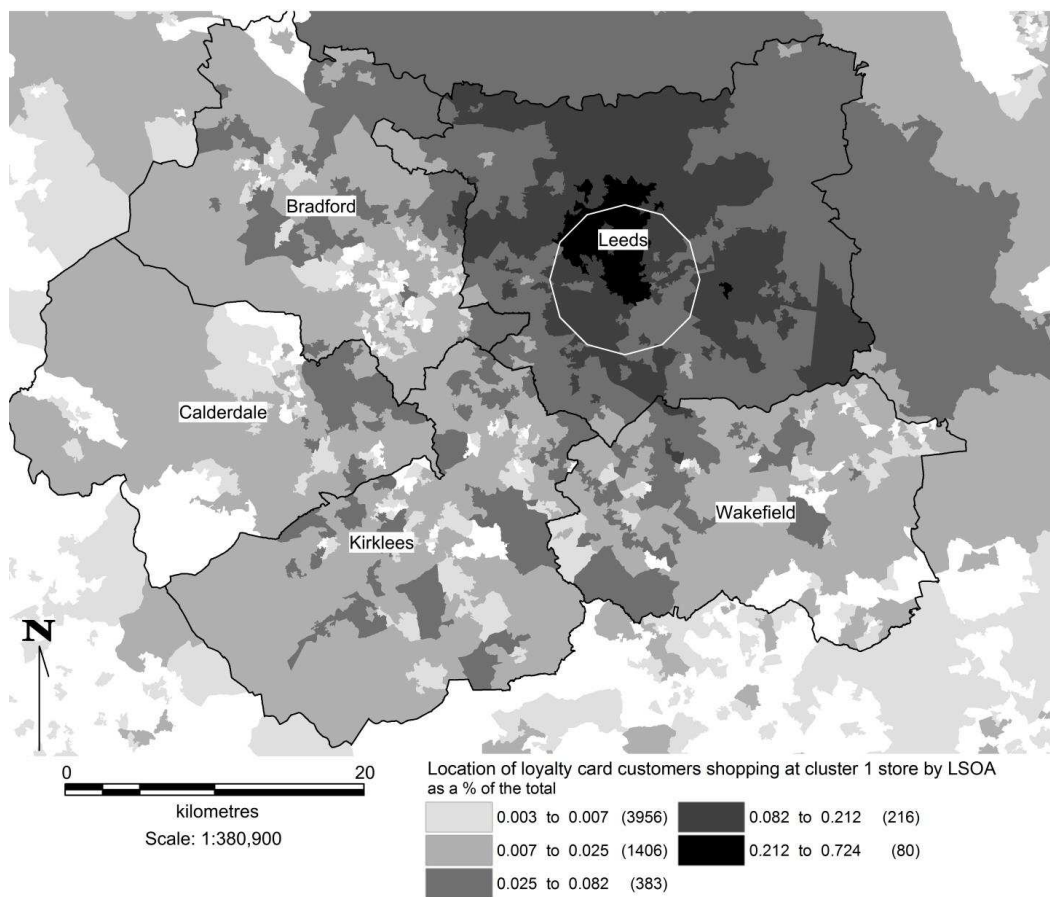 Leeds
Bradford
Calderdale
Wakefield
Kirklees
N
0 20
kilometres
Scale: 1:380,900
Location of loyalty card customers shopping at cluster 1 store by LSOA
as a % of the total
0.003 to 0.007 (3956)
0.007 to 0.025 (1406)
0.025 to 0.082 (383)
0.082 to 0.212 (216)
0.212 to 0.724 (80)